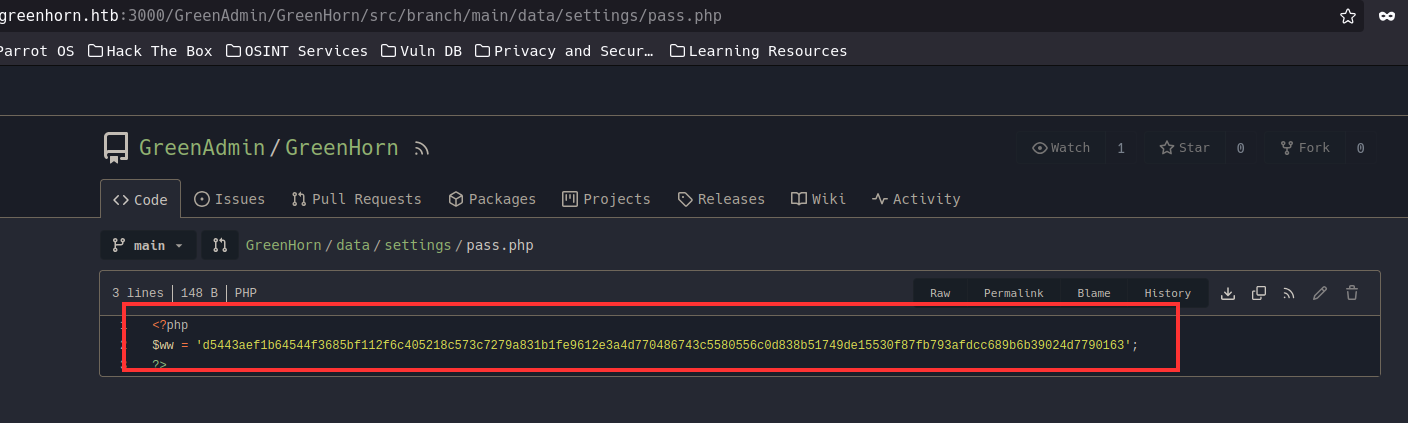 greenhorn.htb:3000/GreenAdmin/GreenHorn/src/branch/main/data/settings/pass.php
Parrot OS Hack The Box OSINT Services Vuln DB Privacy and Secur… Learning Resources
GreenAdmin/GreenHorn Watch 1 Star 0 Fork 0
Code Issues Pull Requests Packages Projects Releases Wiki Activity
main GreenHorn/data/settings/pass.php
3 lines 148 B PHP Raw Permalink Blame History
1 <?php
2 $ww = 'd5443aef1b64544f3685bf112f6c405218c573c7279a831b1fe9612e3a4d770486743c5580556c0d838b51749de15530f87fb793afdcc689b6b39024d7790163';
3 ?>